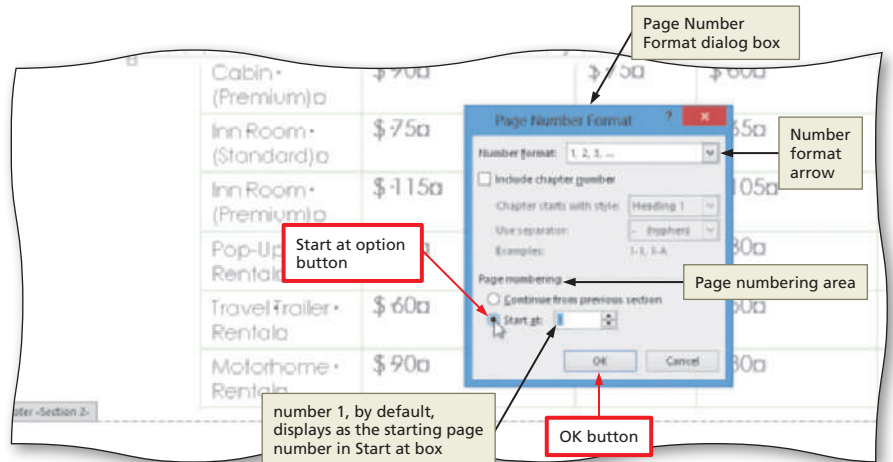 Page Number
Format dialog box
Cabin·
(Premium)¤
$·90¤
Inn Room·
(Standard)¤
$·75¤
Number
format
arrow
Page Number Format
Number format: 1, 2, 3, ...
Include chapter number
Chapter starts with style: Heading 1
Use separator: - (hyphen)
Examples: 1-1, 1-A
Inn Room·
(Premium)¤
$·115¤
105¤
Pop-Up
Rental¤
Start at option
button
Page numbering
Page numbering area
Continue from previous section
Start at: 1
OK Cancel
Travel·Trailer·
Rental¤
$·60¤
Motorhome·
Rental¤
$·90¤
-Section 2-
number 1, by default,
displays as the starting page
number in Start at box
OK button